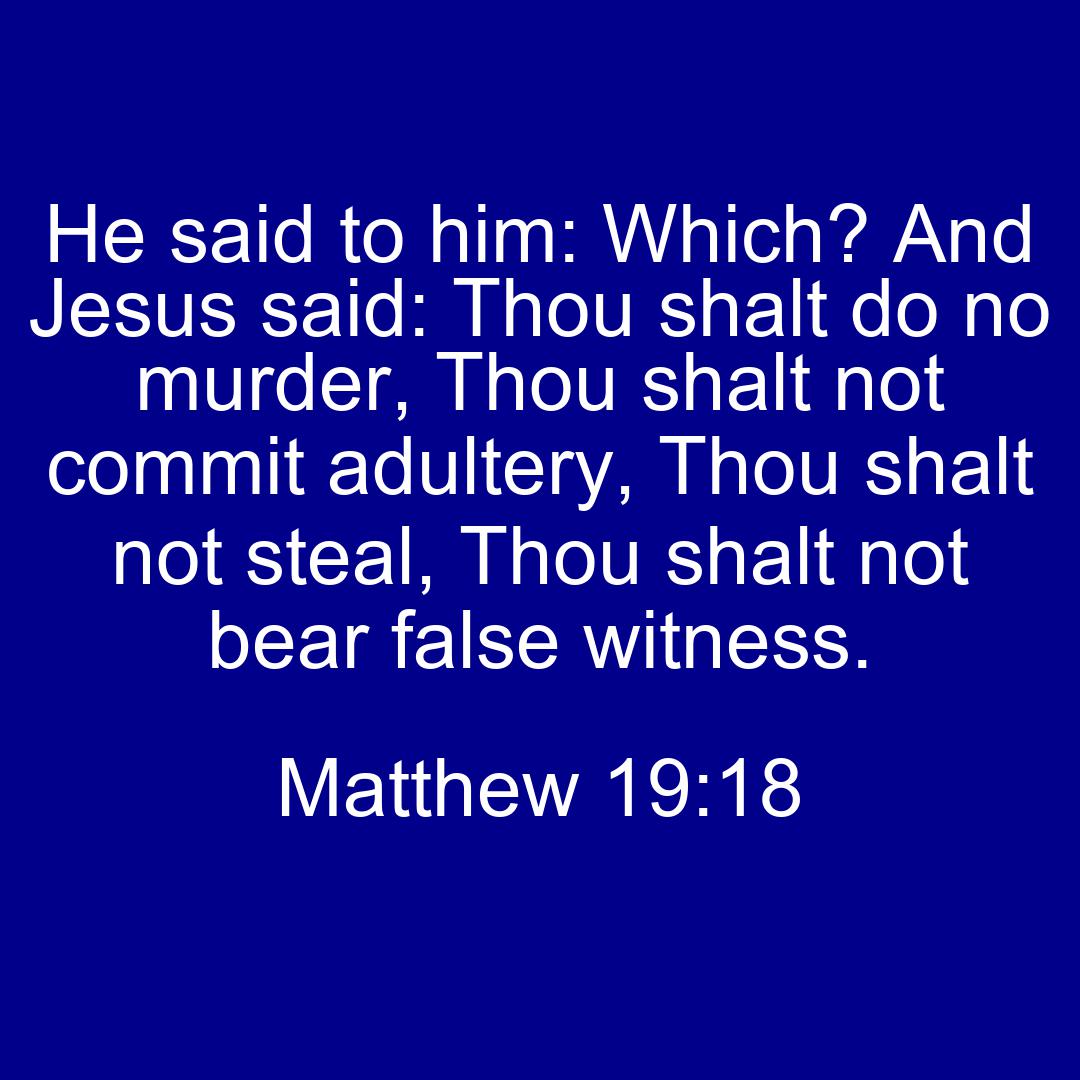 He said to him: Which? And
Jesus said: Thou shalt do no
murder, Thou shalt not
commit adultery, Thou shalt
not steal, Thou shalt not
bear false witness.
Matthew 19:18